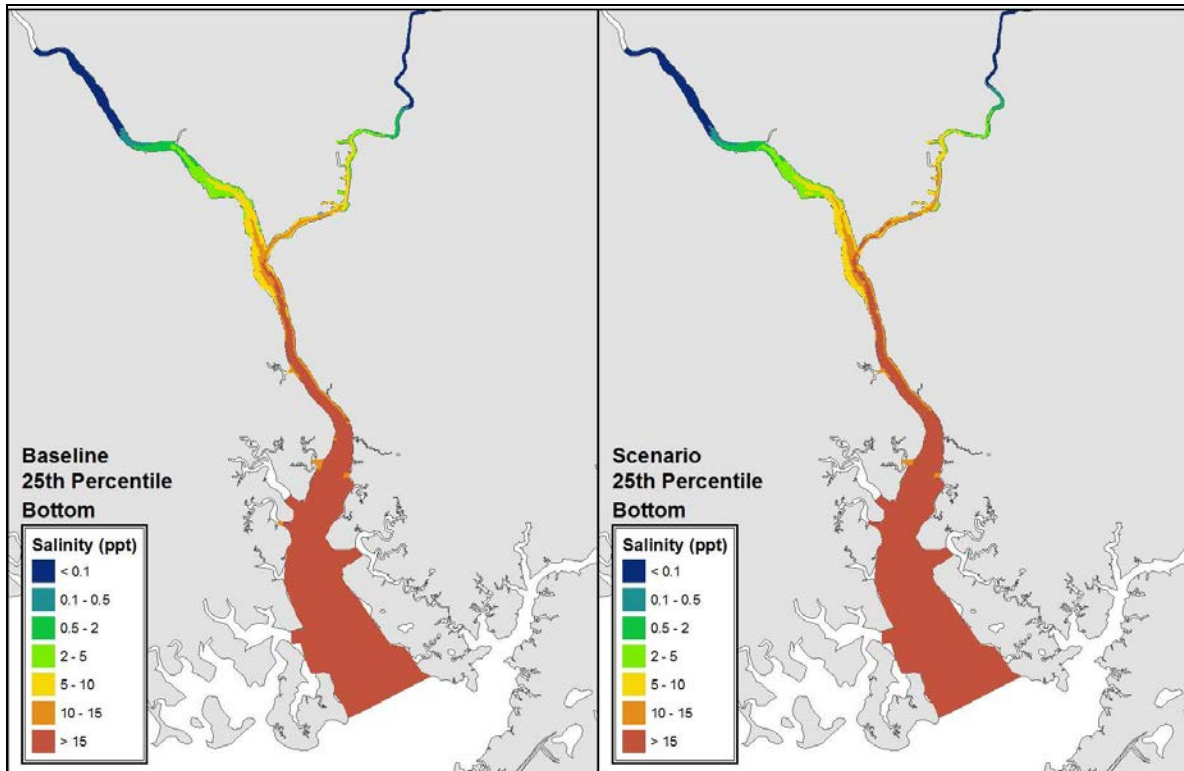 Baseline
25th Percentile
Bottom
Salinity (ppt)
< 0.1
0.1 - 0.5
0.5 - 2
2 - 5
5 - 10
10 - 15
> 15
Scenario
25th Percentile
Bottom
Salinity (ppt)
< 0.1
0.1 - 0.5
0.5 - 2
2 - 5
5 - 10
10 - 15
> 15